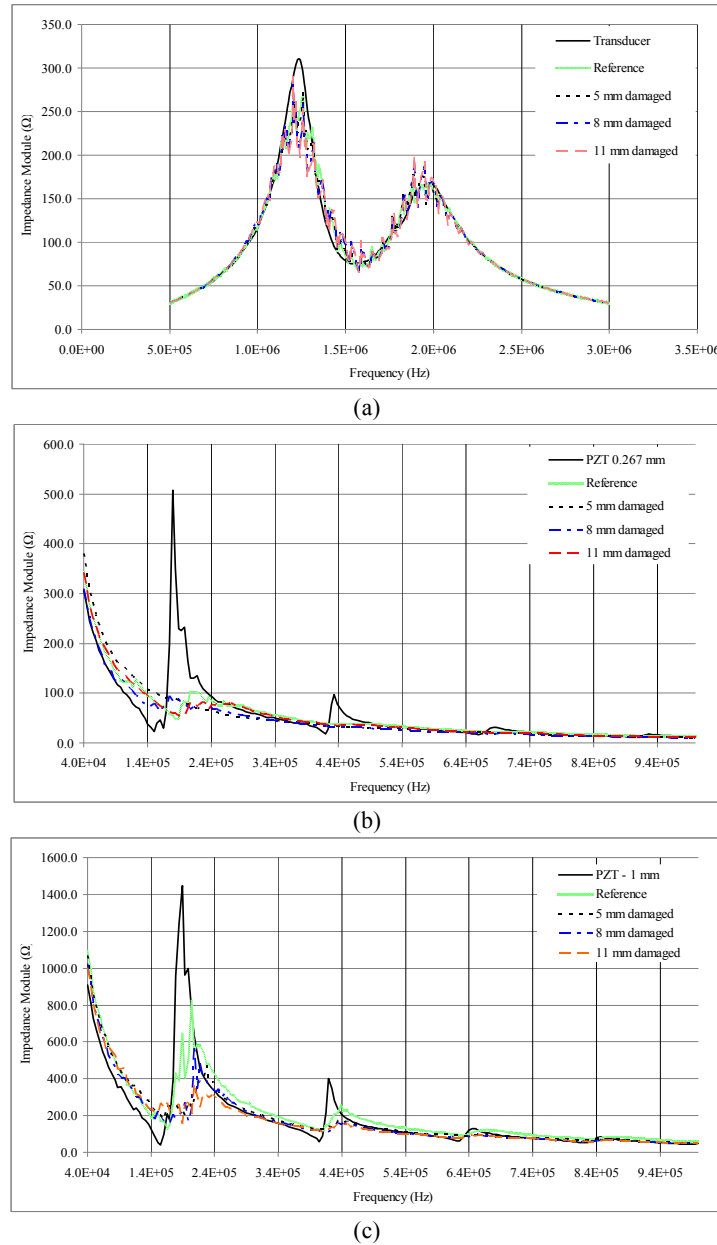 350.0
300.0
250.0
200.0
150.0
100.0
50.0
0.0
Impedance Module (Ω)
Transducer
Reference
5 mm damaged
8 mm damaged
11 mm damaged
0.0E+00 5.0E+05 1.0E+06 1.5E+06 2.0E+06 2.5E+06 3.0E+06 3.5E+06
Frequency (Hz)
(a)
600.0
500.0
400.0
300.0
200.0
100.0
0.0
Impedance Module (Ω)
PZT 0.267 mm
Reference
5 mm damaged
8 mm damaged
11 mm damaged
4.0E+04 1.4E+05 2.4E+05 3.4E+05 4.4E+05 5.4E+05 6.4E+05 7.4E+05 8.4E+05 9.4E+05
Frequency (Hz)
(b)
1600.0
1400.0
1200.0
1000.0
800.0
600.0
400.0
200.0
0.0
Impedance Module (Ω)
PZT - 1 mm
Reference
5 mm damaged
8 mm damaged
11 mm damaged
4.0E+04 1.4E+05 2.4E+05 3.4E+05 4.4E+05 5.4E+05 6.4E+05 7.4E+05 8.4E+05 9.4E+05
Frequency (Hz)
(c)